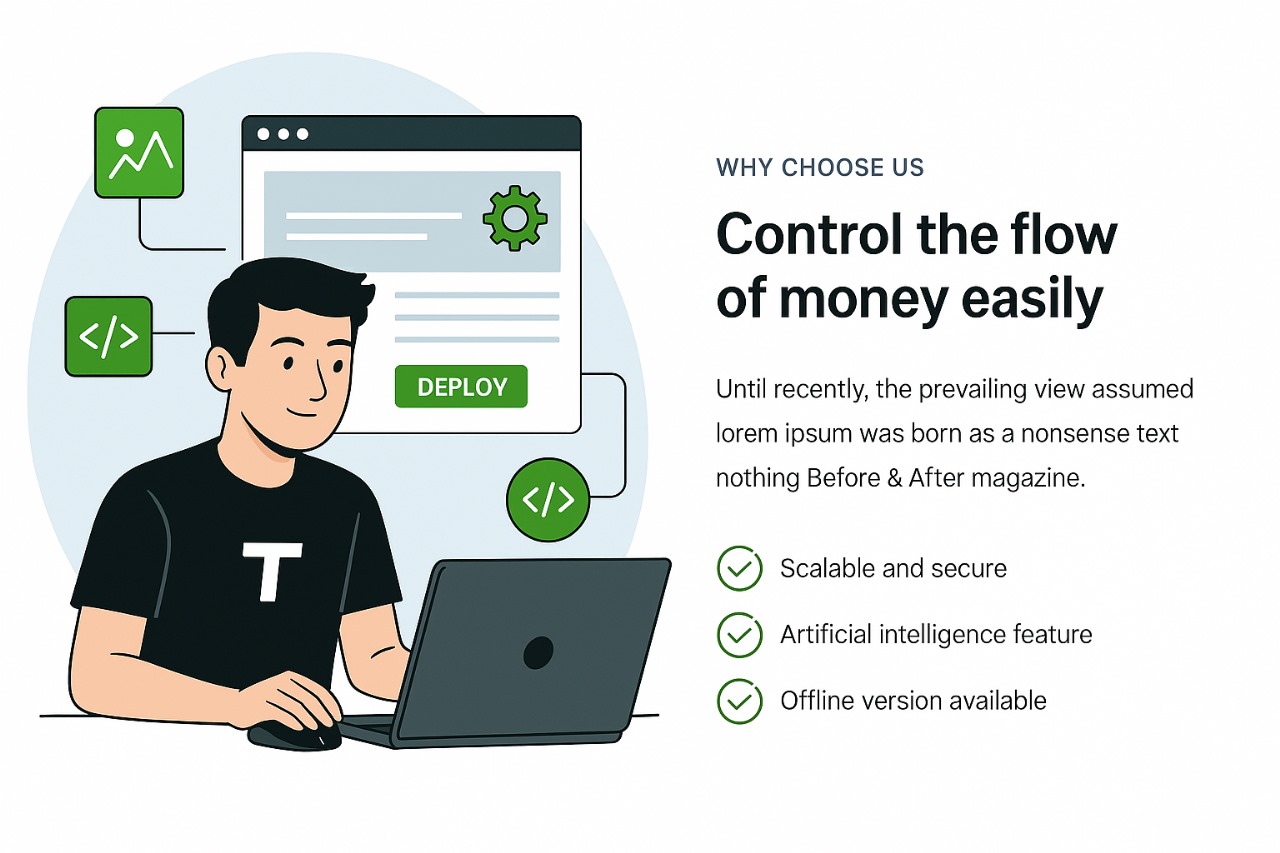 </>
DEPLOY
</>
T
WHY CHOOSE US
Control the flow
of money easily
Until recently, the prevailing view assumed
lorem ipsum was born as a nonsense text
nothing Before & After magazine.
Scalable and secure
Artificial intelligence feature
Offline version available